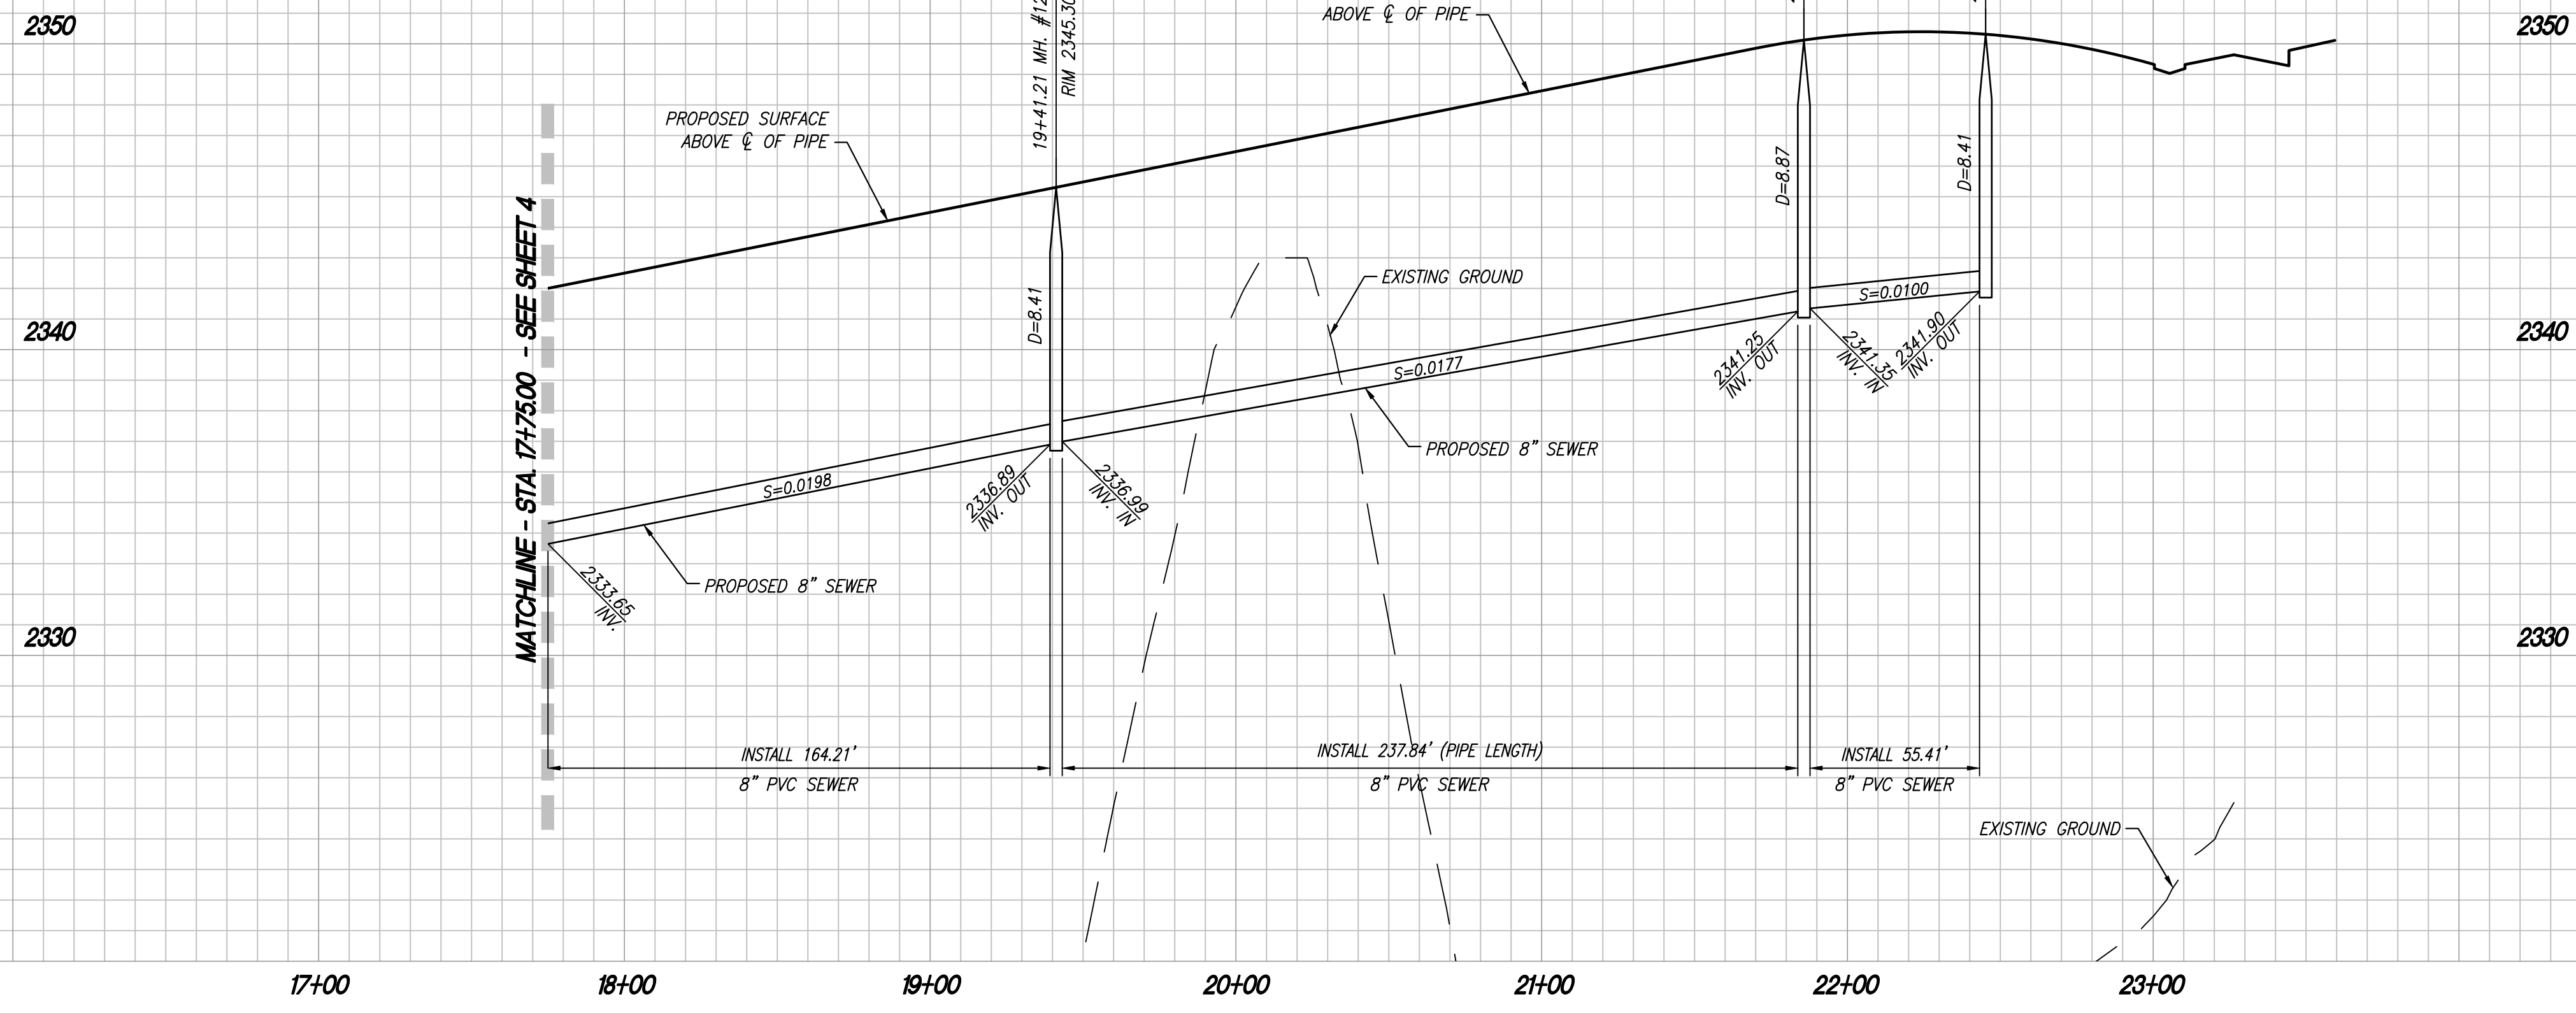 2350
19+41.21 MH. #12
RIM 2345.30
ABOVE ℄ OF PIPE
2350
PROPOSED SURFACE
ABOVE ℄ OF PIPE
D=8.87
D=8.41
MATCHLINE - STA. 17+75.00 - SEE SHEET 4
D=8.41
EXISTING GROUND
2340
S=0.0100
2340
2341.25
INV. OUT
2341.35
INV. IN
2341.90
INV. OUT
S=0.0177
PROPOSED 8" SEWER
S=0.0198
2336.89
INV. OUT
2336.99
INV. IN
PROPOSED 8" SEWER
2333.65
INV.
2330
2330
INSTALL 164.21'
8" PVC SEWER
INSTALL 237.84' (PIPE LENGTH)
8" PVC SEWER
INSTALL 55.41'
8" PVC SEWER
EXISTING GROUND
17+00
18+00
19+00
20+00
21+00
22+00
23+00